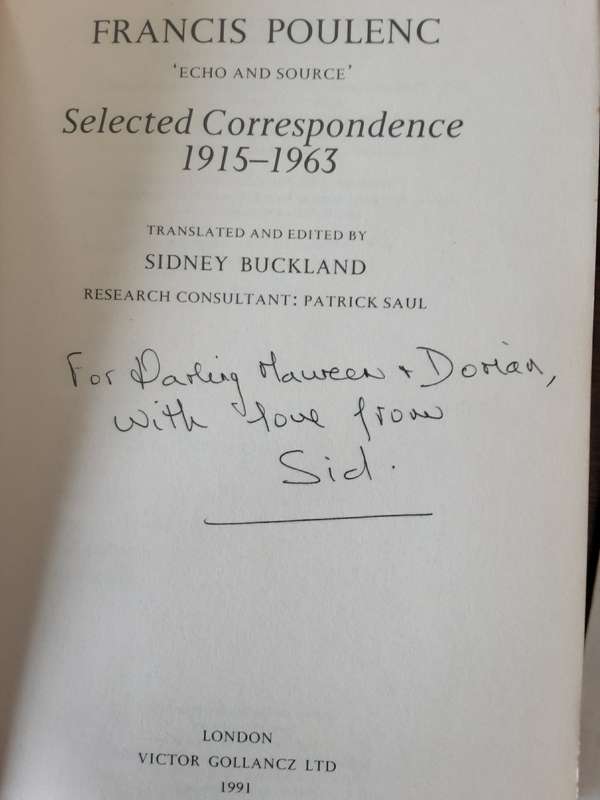 FRANCIS POULENC
‘ECHO AND SOURCE’
Selected Correspondence
1915–1963
TRANSLATED AND EDITED BY
SIDNEY BUCKLAND
RESEARCH CONSULTANT: PATRICK SAUL
For Darling Maureen + Dorian,
with love from
Sid.
LONDON
VICTOR GOLLANCZ LTD
1991